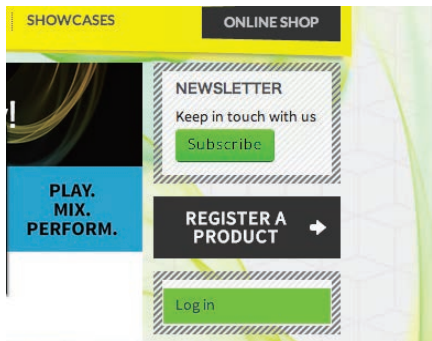 SHOWCASES
ONLINE SHOP
y!
NEWSLETTER
Keep in touch with us
Subscribe
PLAY.
MIX.
PERFORM.
REGISTER A
PRODUCT
Log in